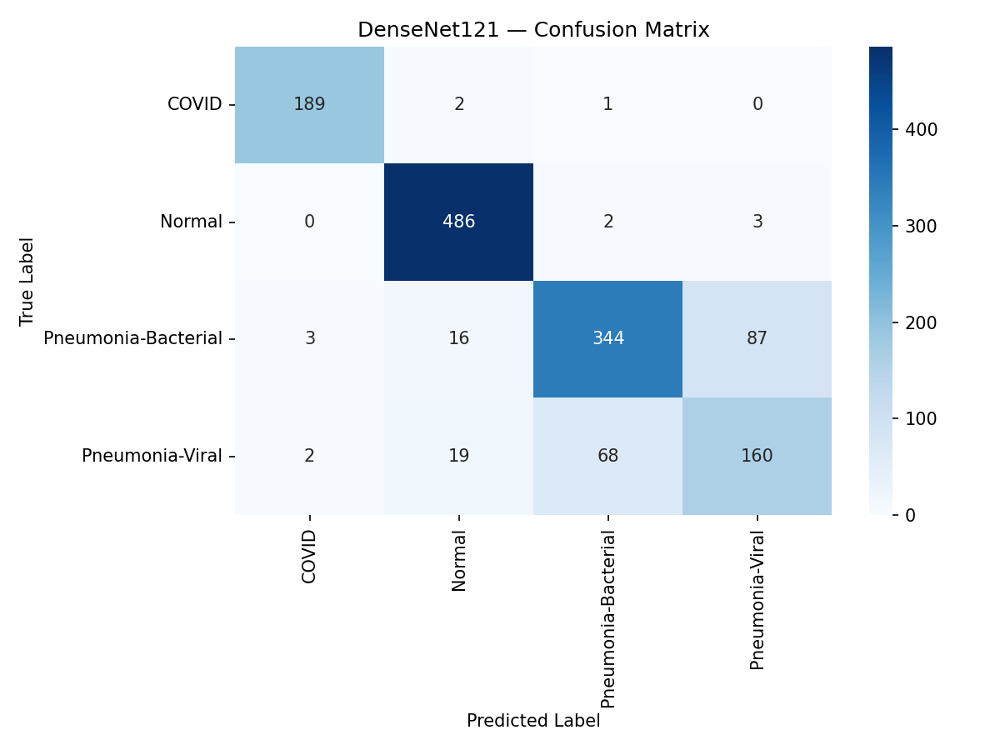 DenseNet121 — Confusion Matrix
True Label
COVID 189 2 1 0
Normal 0 486 2 3
Pneumonia-Bacterial 3 16 344 87
Pneumonia-Viral 2 19 68 160
COVID Normal Pneumonia-Bacterial Pneumonia-Viral
Predicted Label
400
300
200
100
0